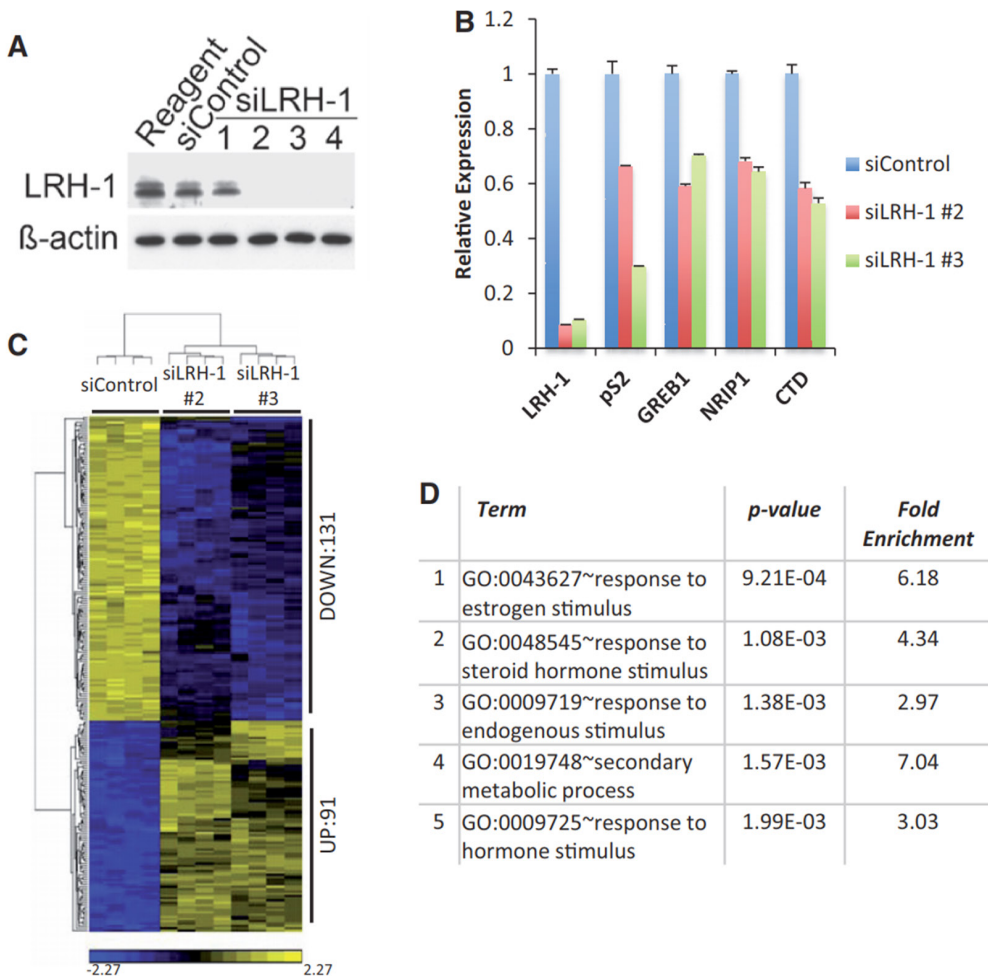 A
Reagent
siControl
siLRH-1
1 2 3 4
LRH-1
ß-actin
B
Relative Expression
1.2
1
0.8
0.6
0.4
0.2
0
LRH-1 pS2 GREB1 NRIP1 CTD
siControl
siLRH-1 #2
siLRH-1 #3
C
siControl
siLRH-1
#2
siLRH-1
#3
DOWN:131
UP:91
-2.27 2.27
D
Term p-value Fold
Enrichment
1 GO:0043627~response to 9.21E-04 6.18
estrogen stimulus
2 GO:0048545~response to 1.08E-03 4.34
steroid hormone stimulus
3 GO:0009719~response to 1.38E-03 2.97
endogenous stimulus
4 GO:0019748~secondary 1.57E-03 7.04
metabolic process
5 GO:0009725~response to 1.99E-03 3.03
hormone stimulus